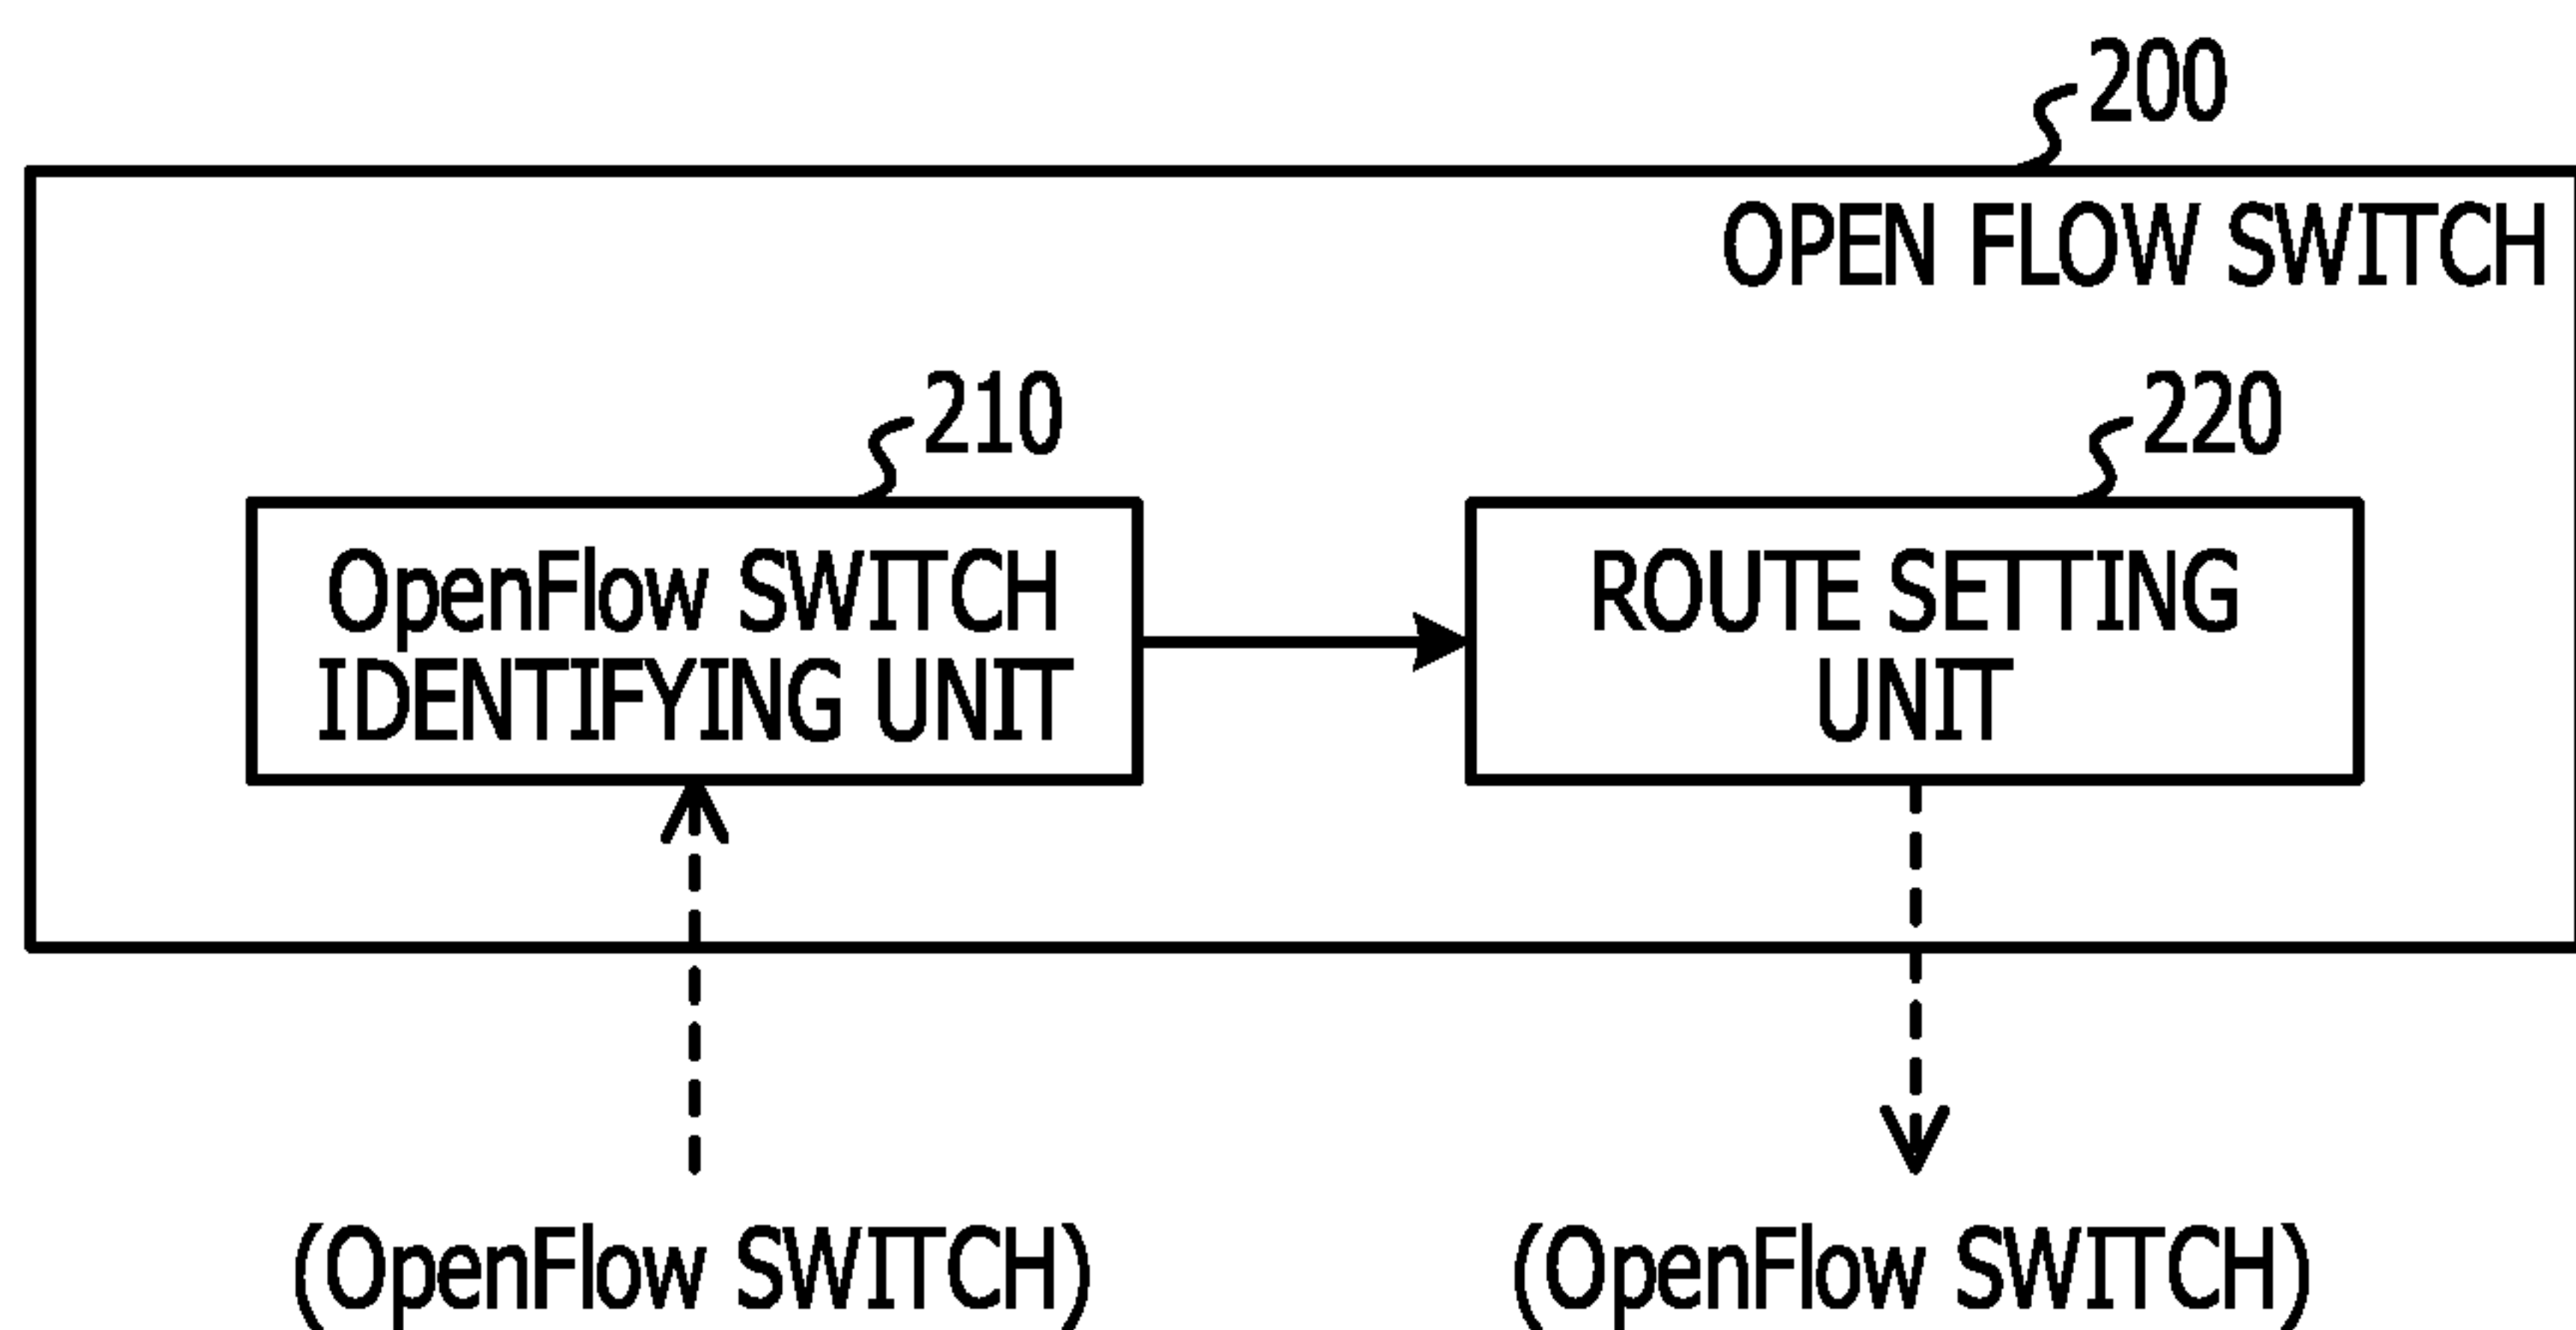 200
OPEN FLOW SWITCH
210
220
OpenFlow SWITCH
IDENTIFYING UNIT
ROUTE SETTING
UNIT
(OpenFlow SWITCH)
(OpenFlow SWITCH)